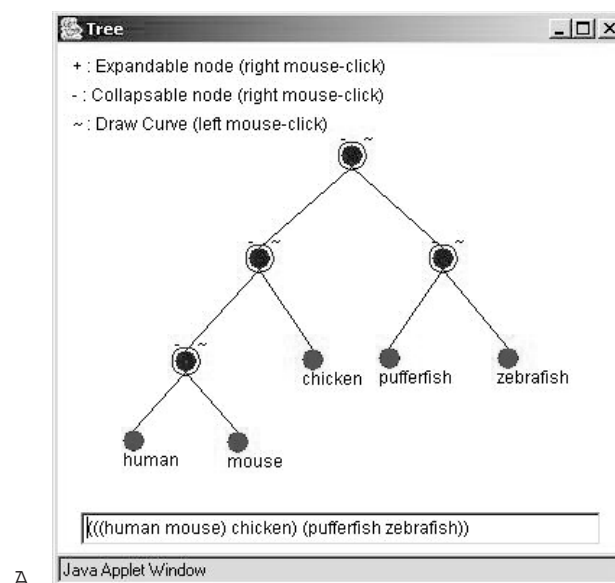 Tree
+ : Expandable node (right mouse-click)
- : Collapsable node (right mouse-click)
~ : Draw Curve (left mouse-click)
- ~
- ~
- ~
- ~
chicken
pufferfish
zebrafish
human
mouse
(((human mouse) chicken) (pufferfish zebrafish))
Java Applet Window